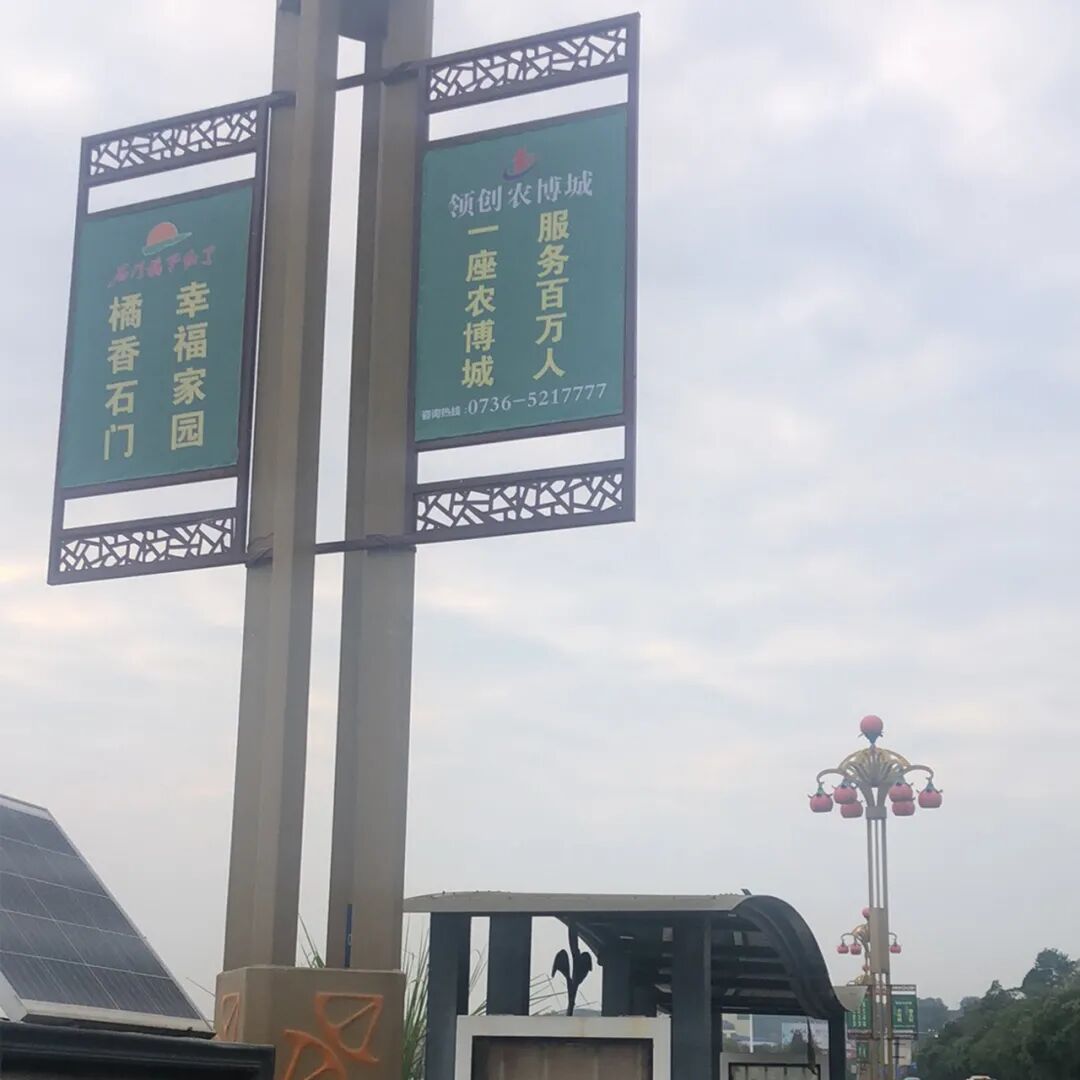 橘香石门
幸福家园
领创农博城
一座农博城
服务百万人
咨询热线:0736-5217777